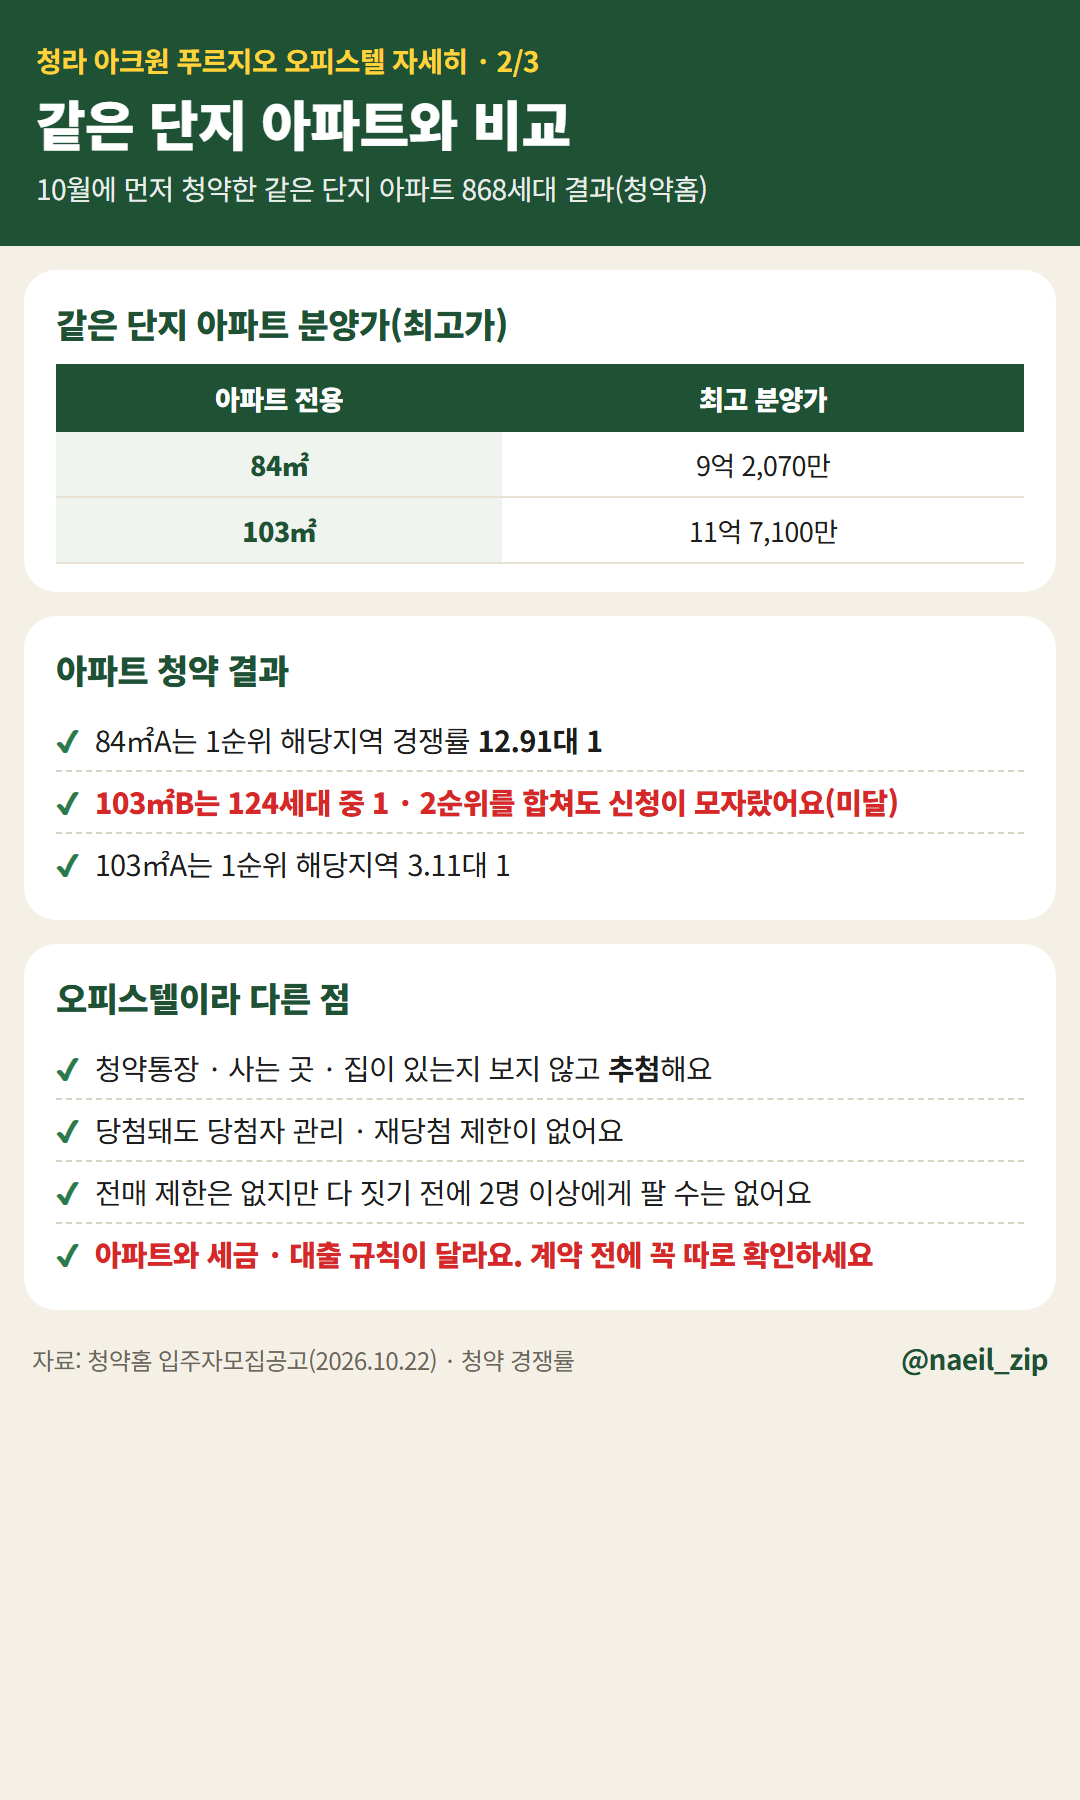 청라 아크원 푸르지오 오피스텔 자세히 · 2/3
같은 단지 아파트와 비교
10월에 먼저 청약한 같은 단지 아파트 868세대 결과(청약홈)
같은 단지 아파트 분양가(최고가)
아파트 전용 최고 분양가
84㎡ 9억 2,070만
103㎡ 11억 7,100만
아파트 청약 결과
✔ 84㎡A는 1순위 해당지역 경쟁률 12.91대 1
✔ 103㎡B는 124세대 중 1 · 2순위를 합쳐도 신청이 모자랐어요(미달)
✔ 103㎡A는 1순위 해당지역 3.11대 1
오피스텔이라 다른 점
✔ 청약통장 · 사는 곳 · 집이 있는지 보지 않고 추첨해요
✔ 당첨돼도 당첨자 관리 · 재당첨 제한이 없어요
✔ 전매 제한은 없지만 다 짓기 전에 2명 이상에게 팔 수는 없어요
✔ 아파트와 세금 · 대출 규칙이 달라요. 계약 전에 꼭 따로 확인하세요
자료: 청약홈 입주자모집공고(2026.10.22) · 청약 경쟁률
@naeil_zip